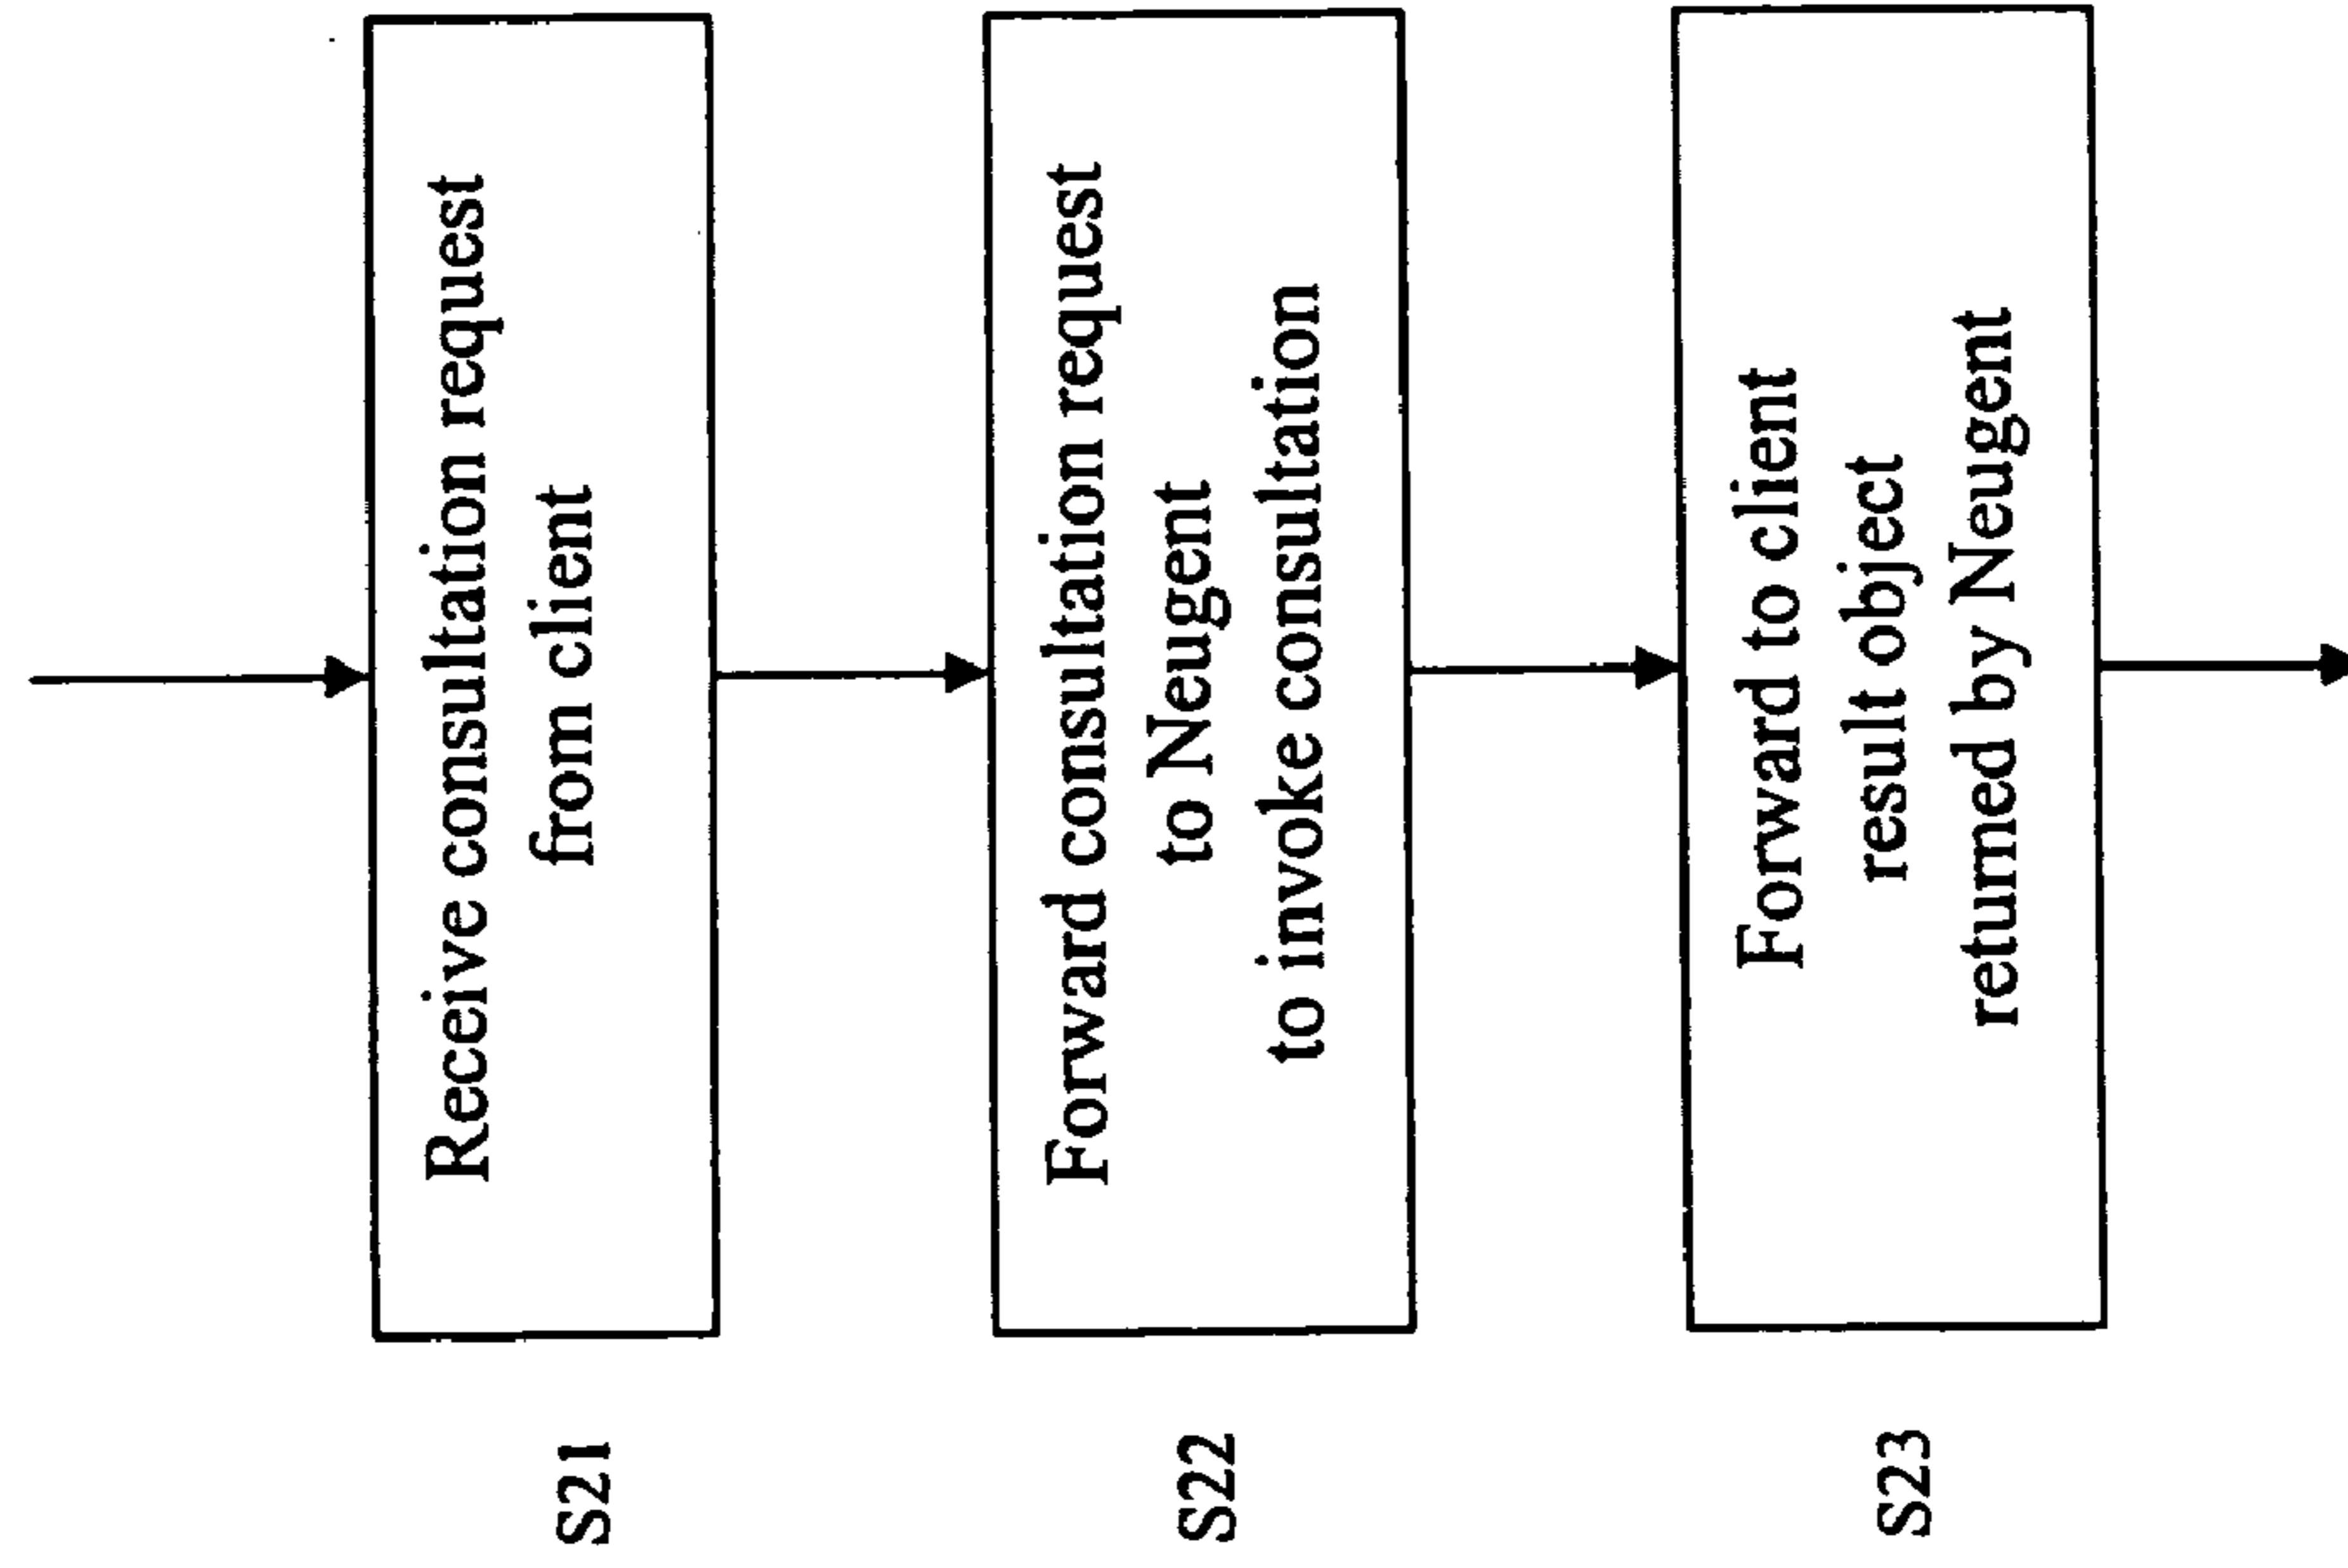 S21
Receive consultation request
from client
S22
Forward consultation request
to Neugent
to invoke consultation
S23
Forward to client
result object
returned by Neugent